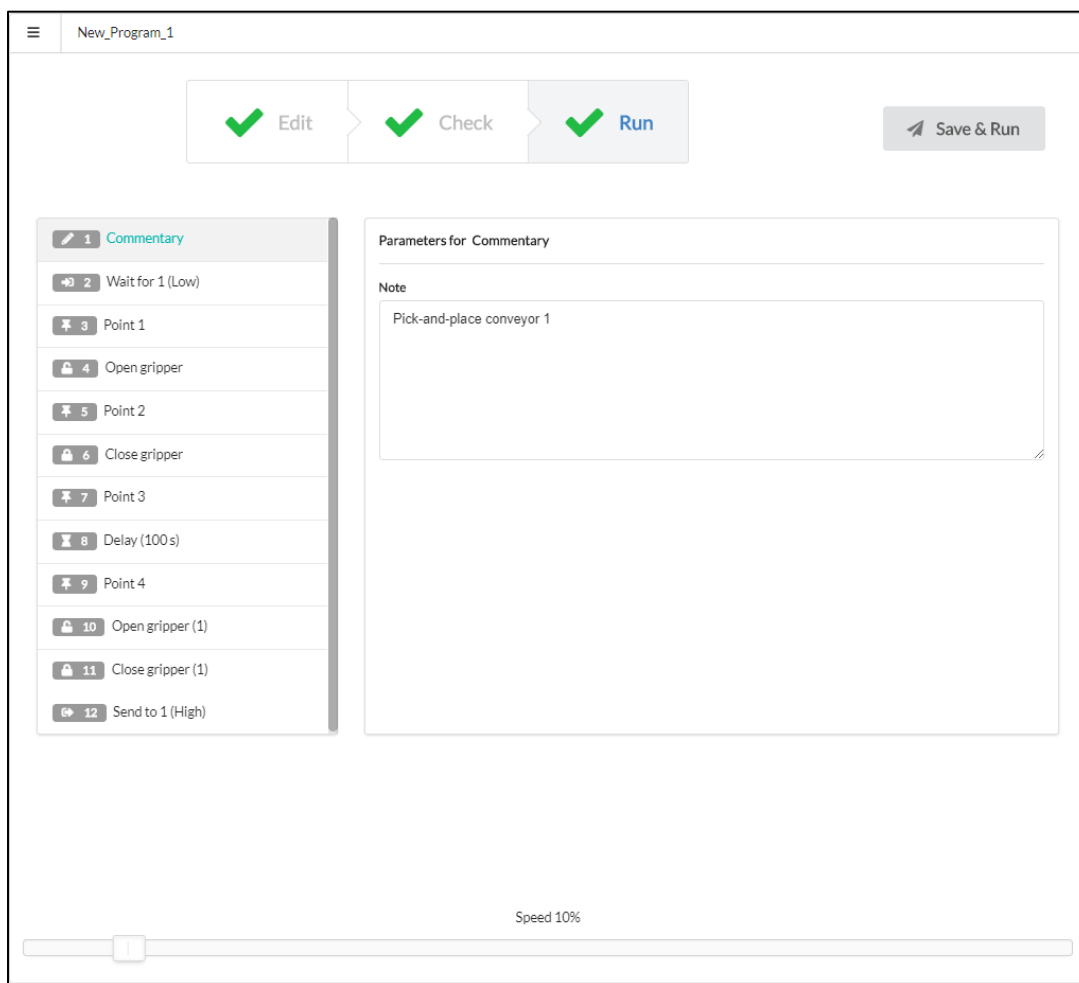 New_Program_1
Edit
Check
Run
Save & Run
1 Commentary
2 Wait for 1 (Low)
3 Point 1
4 Open gripper
5 Point 2
6 Close gripper
7 Point 3
8 Delay (100 s)
9 Point 4
10 Open gripper (1)
11 Close gripper (1)
12 Send to 1 (High)
Parameters for Commentary
Note
Pick-and-place conveyor 1
Speed 10%